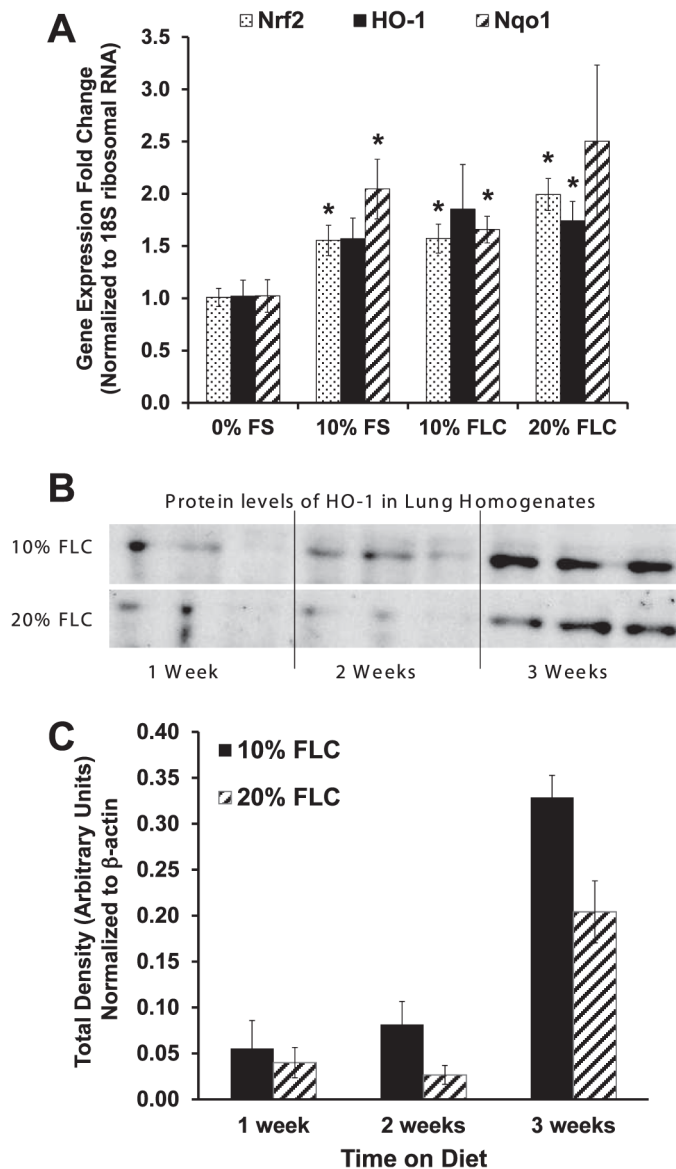 A
Nrf2 HO-1 Nqo1
Gene Expression Fold Change
(Normalized to 18S ribosomal RNA)
3.5
3.0
2.5
2.0
1.5
1.0
0.5
0.0
* * * * * *
0% FS 10% FS 10% FLC 20% FLC
B
Protein levels of HO-1 in Lung Homogenates
10% FLC
20% FLC
1 Week 2 Weeks 3 Weeks
C
10% FLC
20% FLC
Total Density (Arbitrary Units)
Normalized to β-actin
0.40
0.35
0.30
0.25
0.20
0.15
0.10
0.05
0.00
1 week 2 weeks 3 weeks
Time on Diet